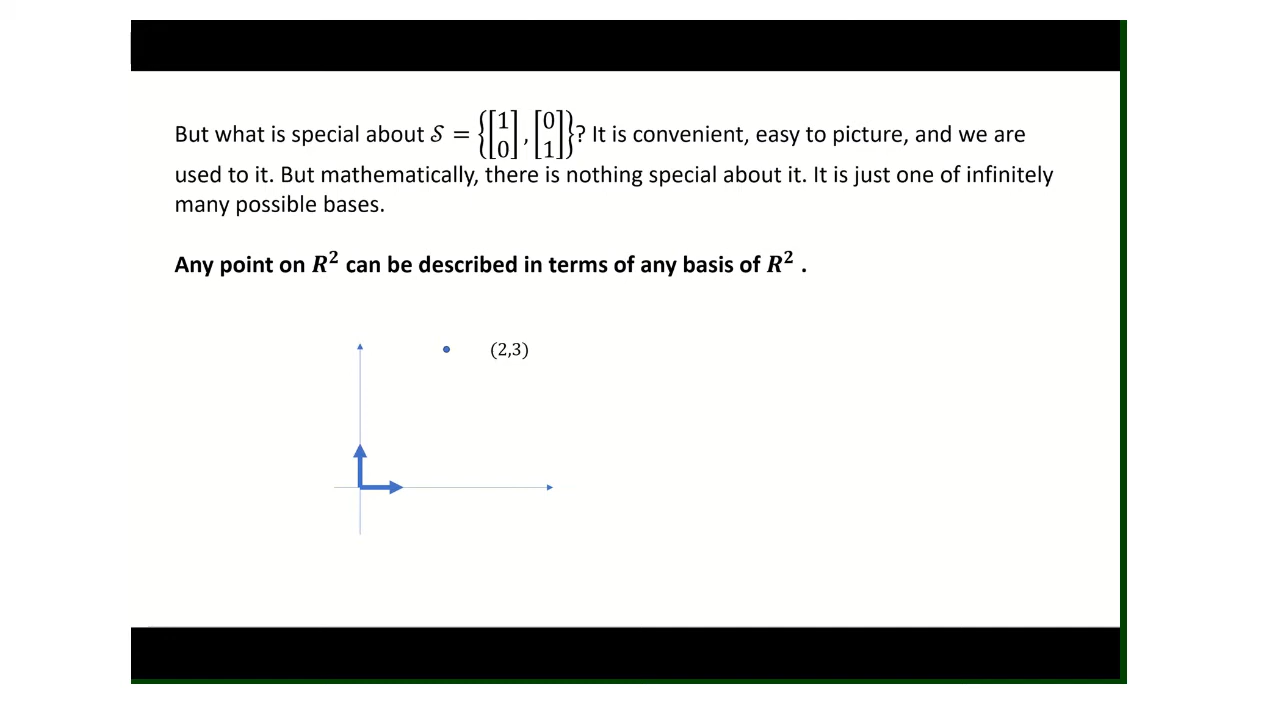 But what is special about 𝒮 = {[1 0], [0 1]}? It is convenient, easy to picture, and we are
used to it. But mathematically, there is nothing special about it. It is just one of infinitely
many possible bases.
Any point on R² can be described in terms of any basis of R² .
(2,3)